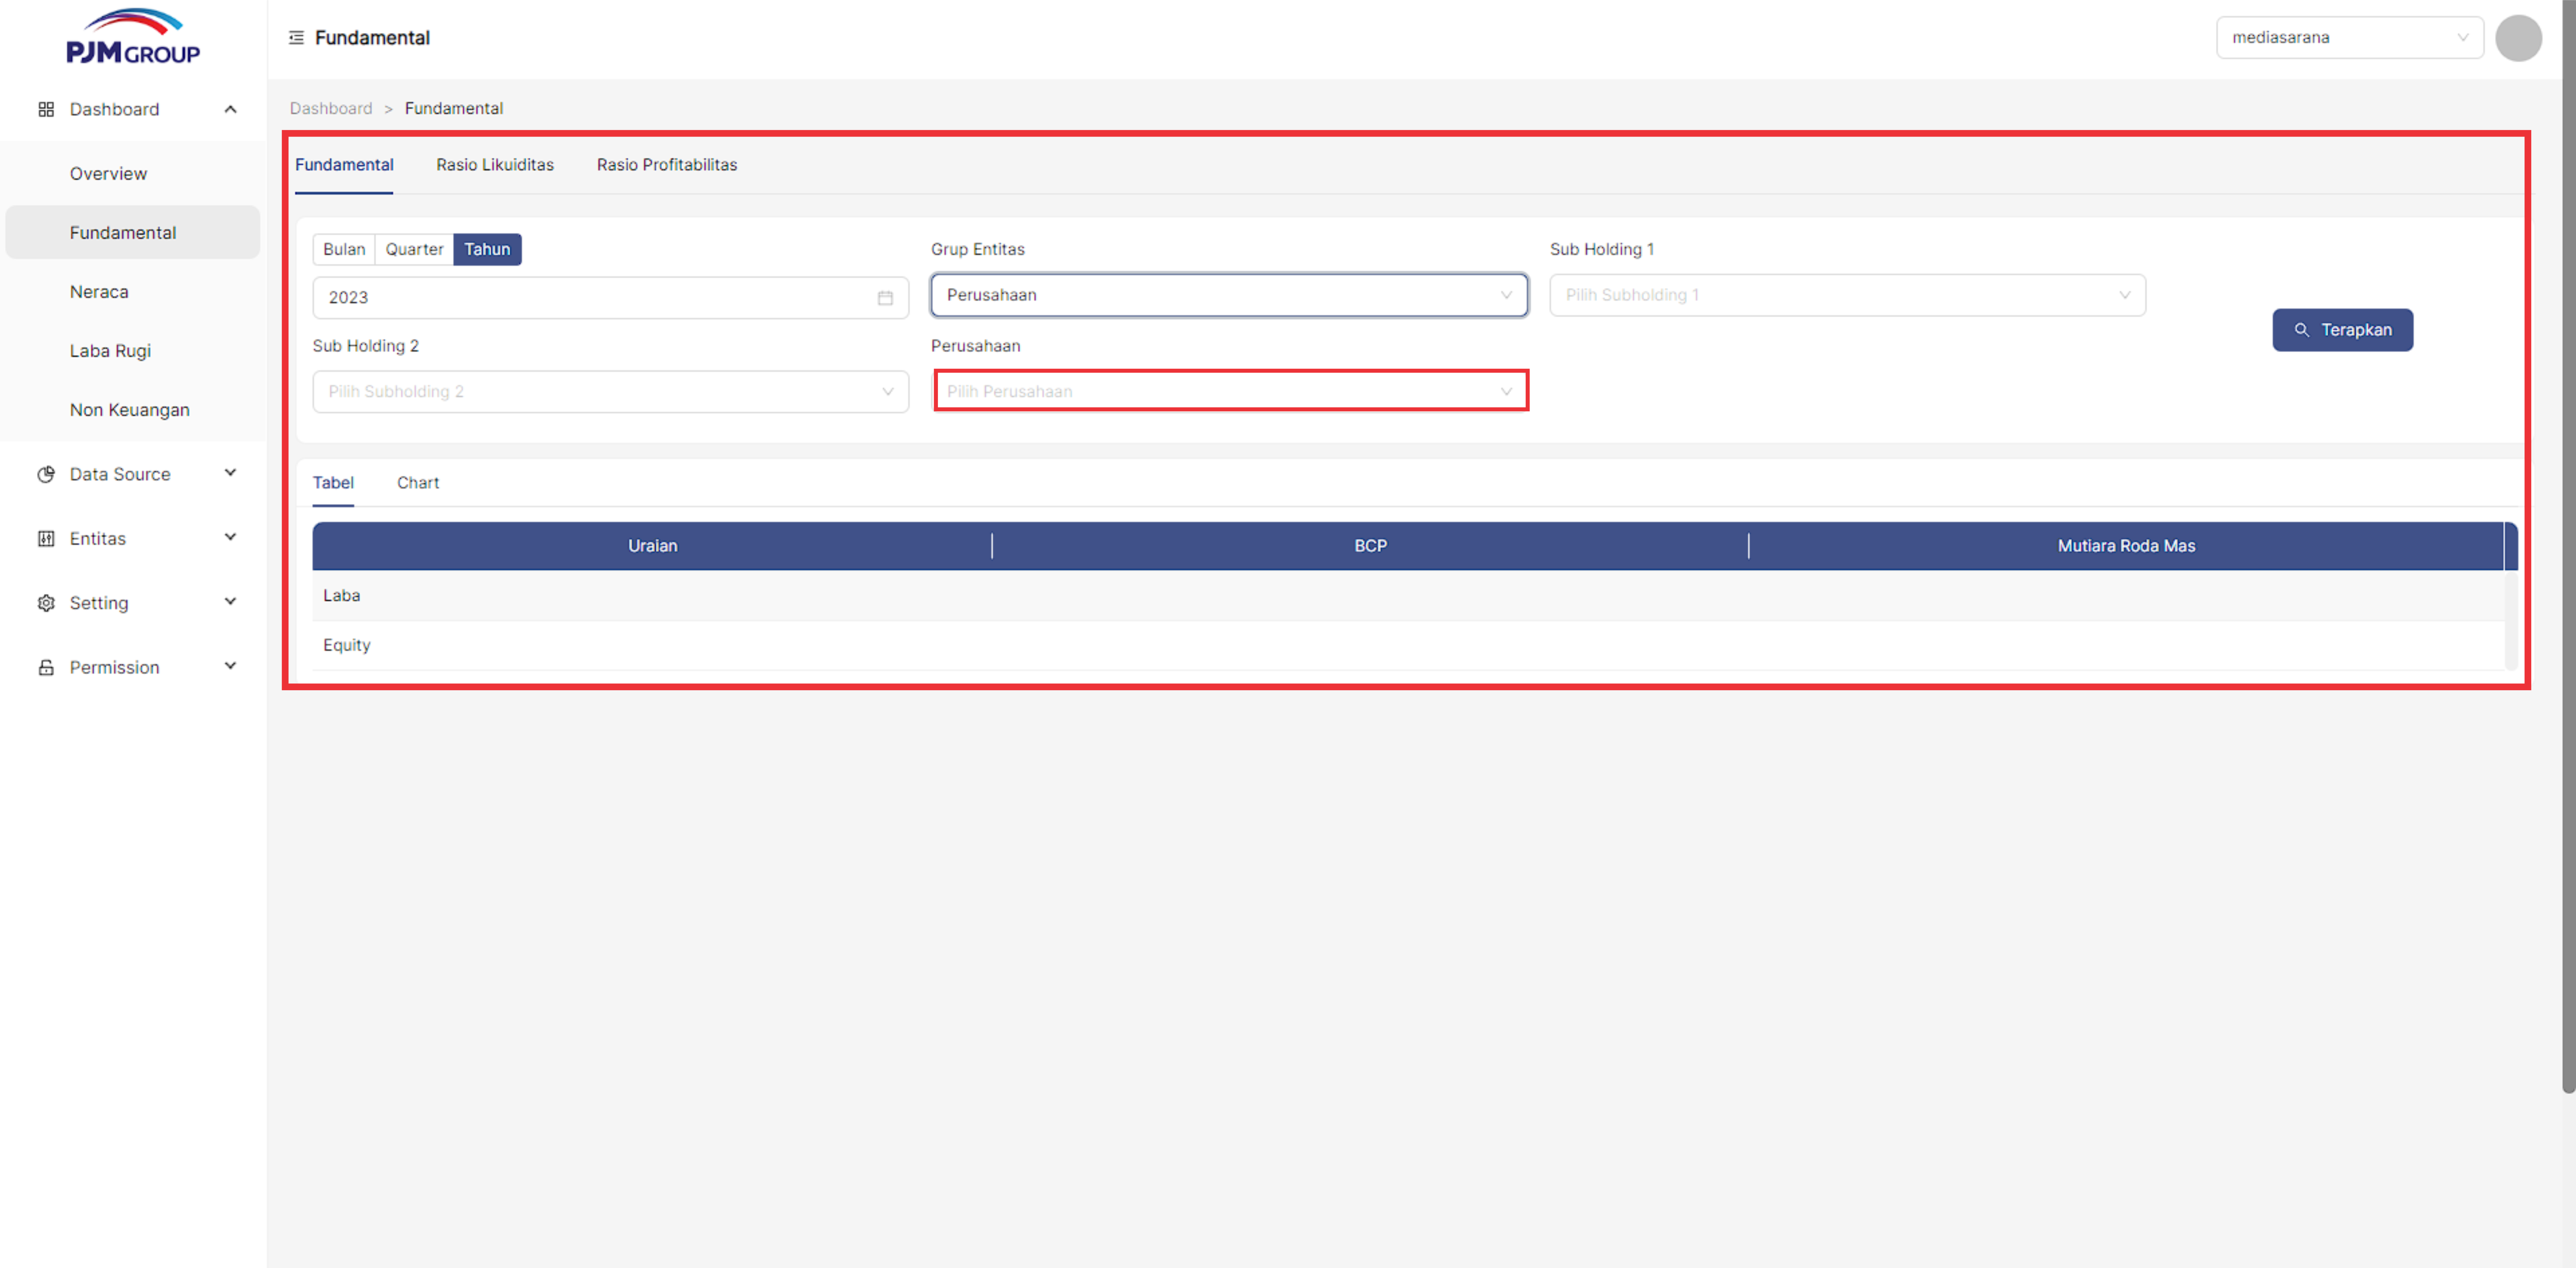 PJM GROUP
Fundamental
mediasarana
Dashboard
Overview
Fundamental
Neraca
Laba Rugi
Non Keuangan
Data Source
Entitas
Setting
Permission
Dashboard > Fundamental
Fundamental Rasio Likuiditas Rasio Profitabilitas
Bulan Quarter Tahun
2023
Grup Entitas
Perusahaan
Sub Holding 1
Pilih Subholding 1
Terapkan
Sub Holding 2
Pilih Subholding 2
Perusahaan
Pilih Perusahaan
Tabel Chart
Uraian BCP Mutiara Roda Mas
Laba
Equity